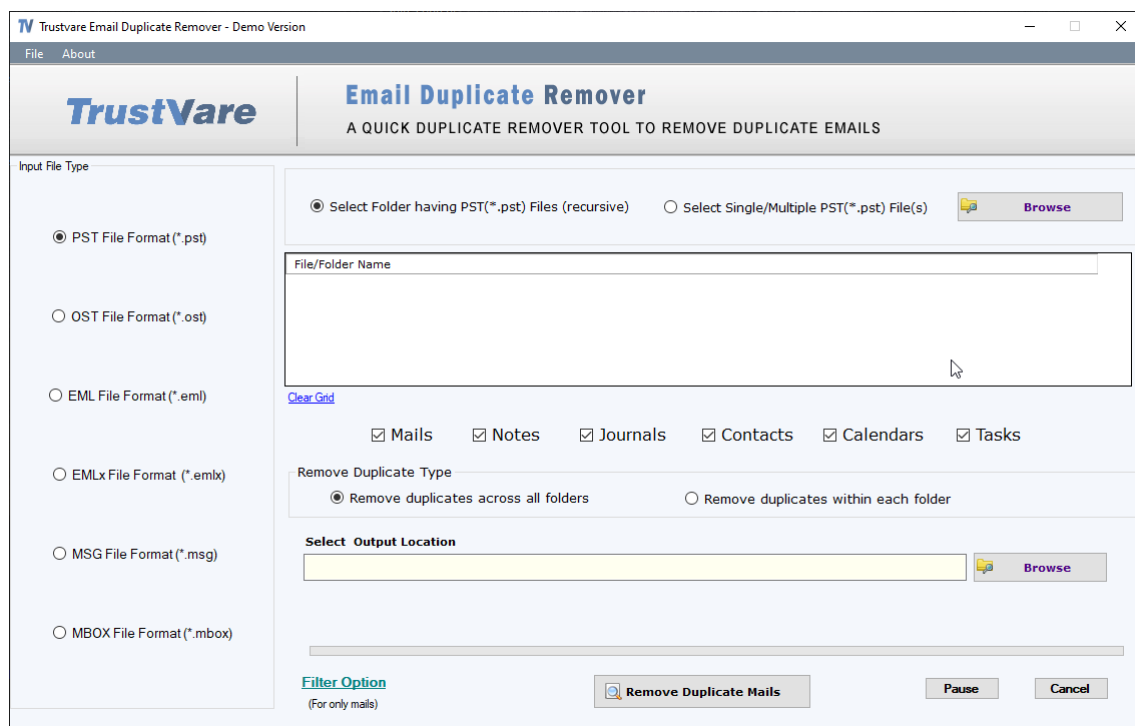 TV Trustvare Email Duplicate Remover - Demo Version
File About
TrustVare
Email Duplicate Remover
A QUICK DUPLICATE REMOVER TOOL TO REMOVE DUPLICATE EMAILS
Input File Type
PST File Format (*.pst)
OST File Format (*.ost)
EML File Format (*.eml)
EMLx File Format (*.emlx)
MSG File Format (*.msg)
MBOX File Format (*.mbox)
Select Folder having PST(*.pst) Files (recursive) Select Single/Multiple PST(*.pst) File(s) Browse
File/Folder Name
Clear Grid
Mails Notes Journals Contacts Calendars Tasks
Remove Duplicate Type
Remove duplicates across all folders Remove duplicates within each folder
Select Output Location
Browse
Filter Option
(For only mails)
Remove Duplicate Mails Pause Cancel